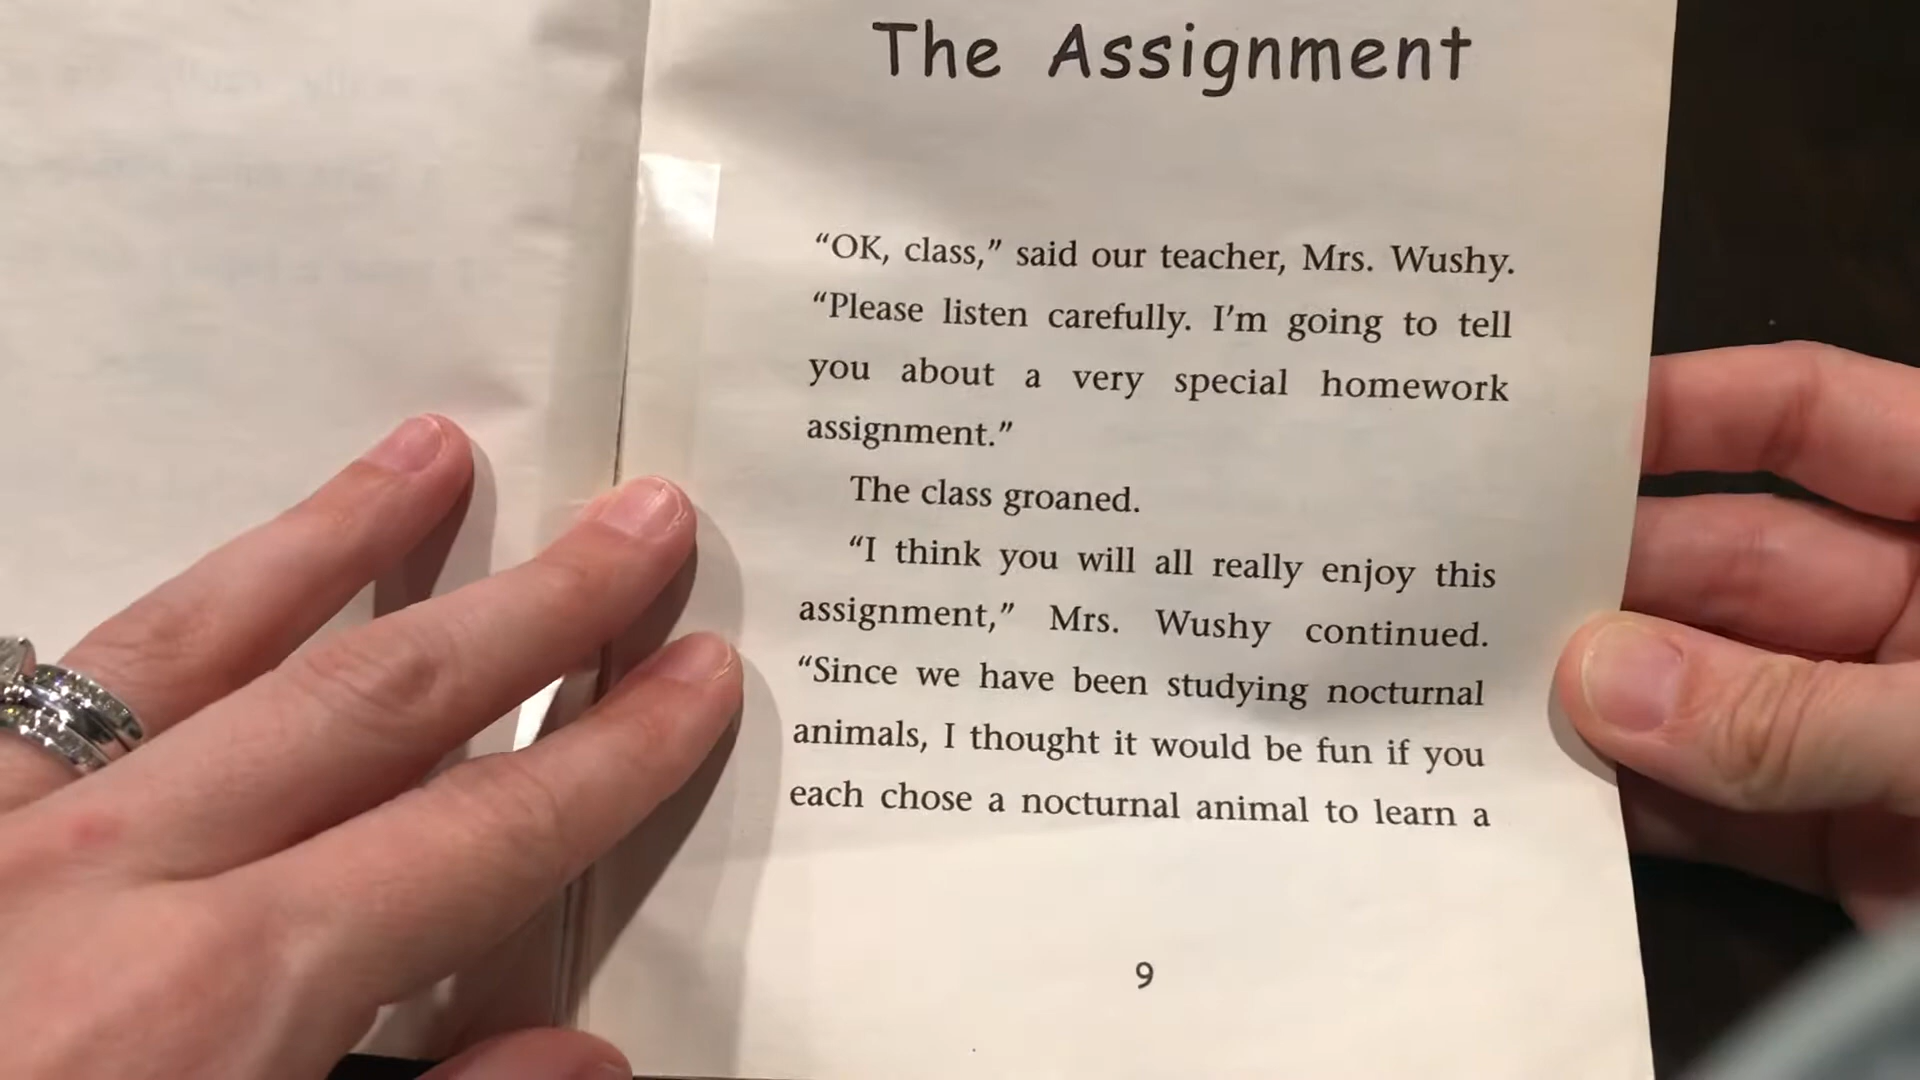 The Assignment
“OK, class,” said our teacher, Mrs. Wushy.
“Please listen carefully. I’m going to tell
you about a very special homework
assignment.”
The class groaned.
“I think you will all really enjoy this
assignment,” Mrs. Wushy continued.
“Since we have been studying nocturnal
animals, I thought it would be fun if you
each chose a nocturnal animal to learn a
9